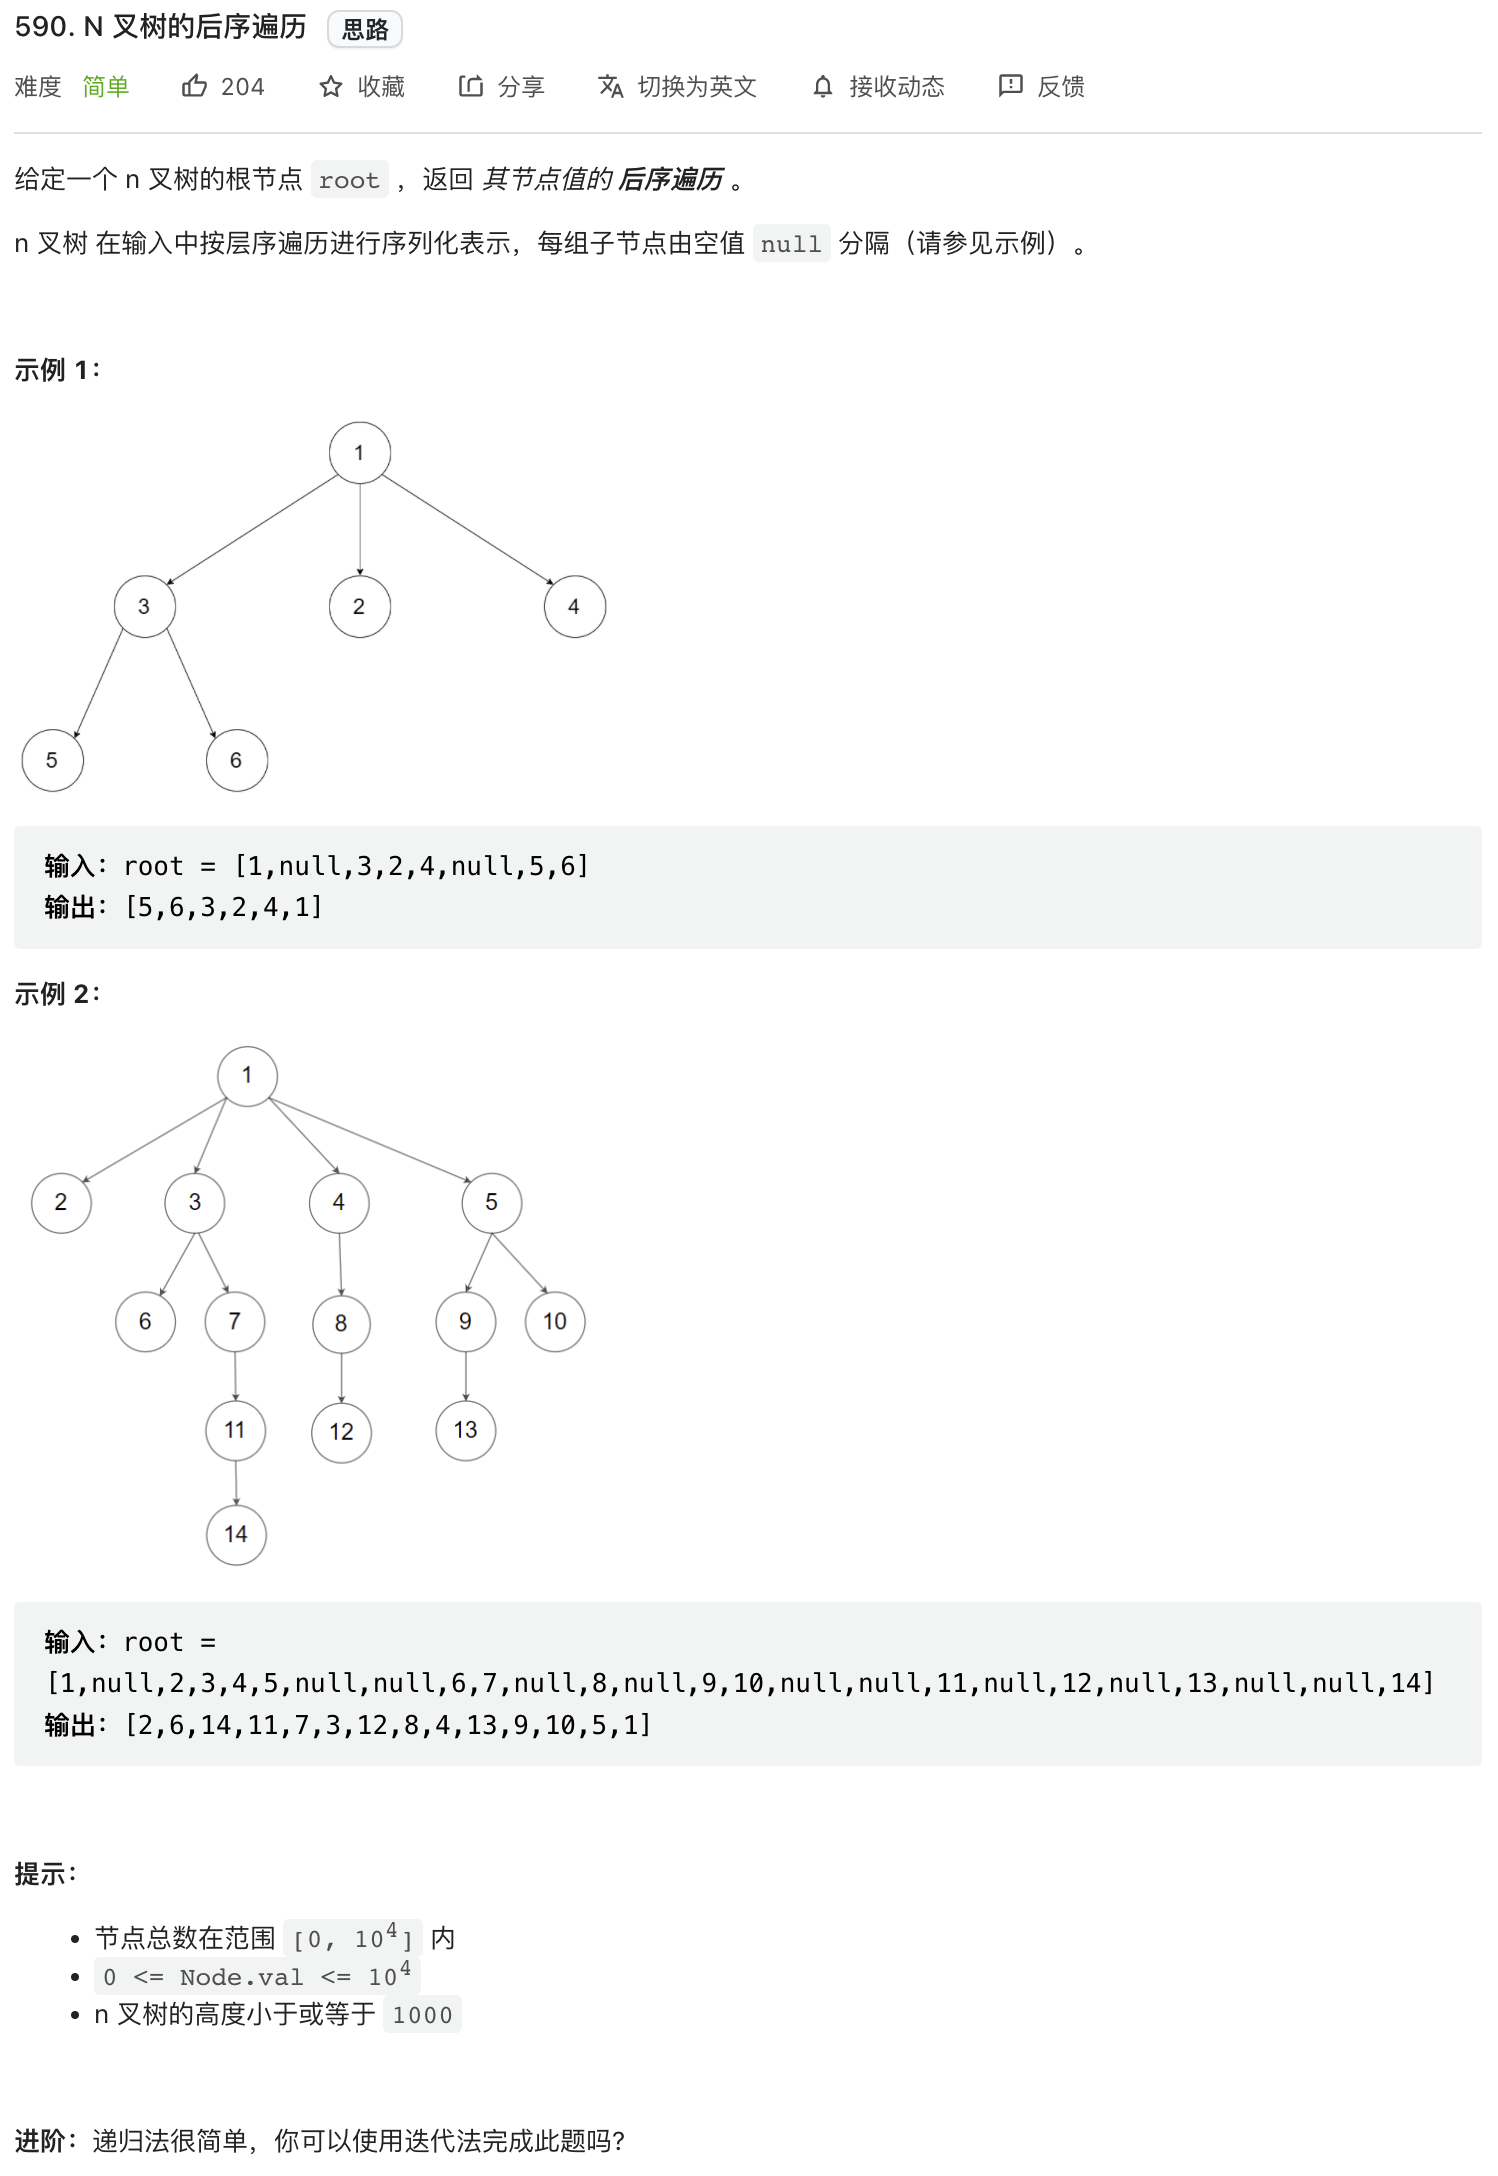 590. N 叉树的后序遍历 思路
难度 简单 204 收藏 分享 切换为英文 接收动态 反馈
给定一个 n 叉树的根节点 root ，返回 其节点值的 后序遍历 。
n 叉树 在输入中按层序遍历进行序列化表示，每组子节点由空值 null 分隔（请参见示例）。
示例 1：
1
3 2 4
5 6
输入：root = [1,null,3,2,4,null,5,6]
输出：[5,6,3,2,4,1]
示例 2：
1
2 3 4 5
6 7 8 9 10
11 12 13
14
输入：root =
[1,null,2,3,4,5,null,null,6,7,null,8,null,9,10,null,null,11,null,12,null,13,null,null,14]
输出：[2,6,14,11,7,3,12,8,4,13,9,10,5,1]
提示：
• 节点总数在范围 [0, 10⁴] 内
• 0 <= Node.val <= 10⁴
• n 叉树的高度小于或等于 1000
进阶：递归法很简单，你可以使用迭代法完成此题吗?